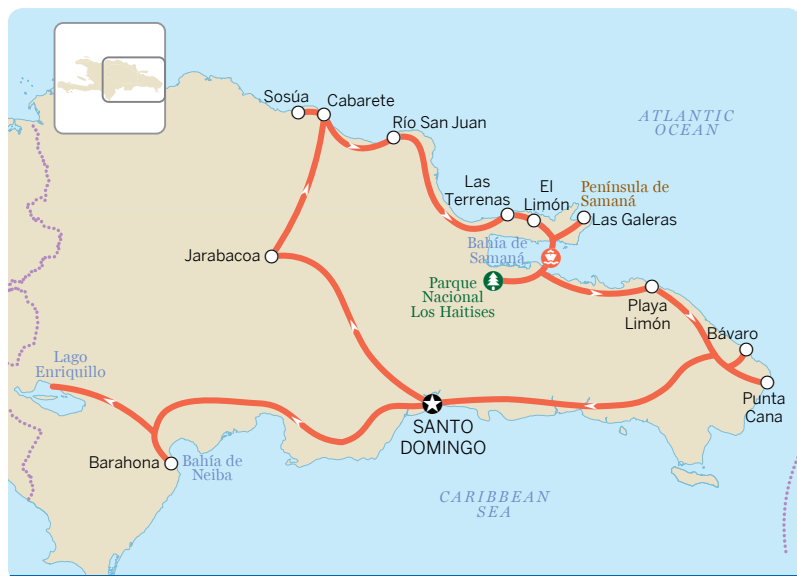 Sosúa
Cabarete
Río San Juan
ATLANTIC
OCEAN
Las
Terrenas
El
Limón
Península de
Samaná
Las Galeras
Bahía de
Samaná
Jarabacoa
Parque
Nacional
Los Haitises
Playa
Limón
Bávaro
Lago
Enriquillo
Punta
Cana
SANTO
DOMINGO
Barahona
Bahía de
Neiba
CARIBBEAN
SEA